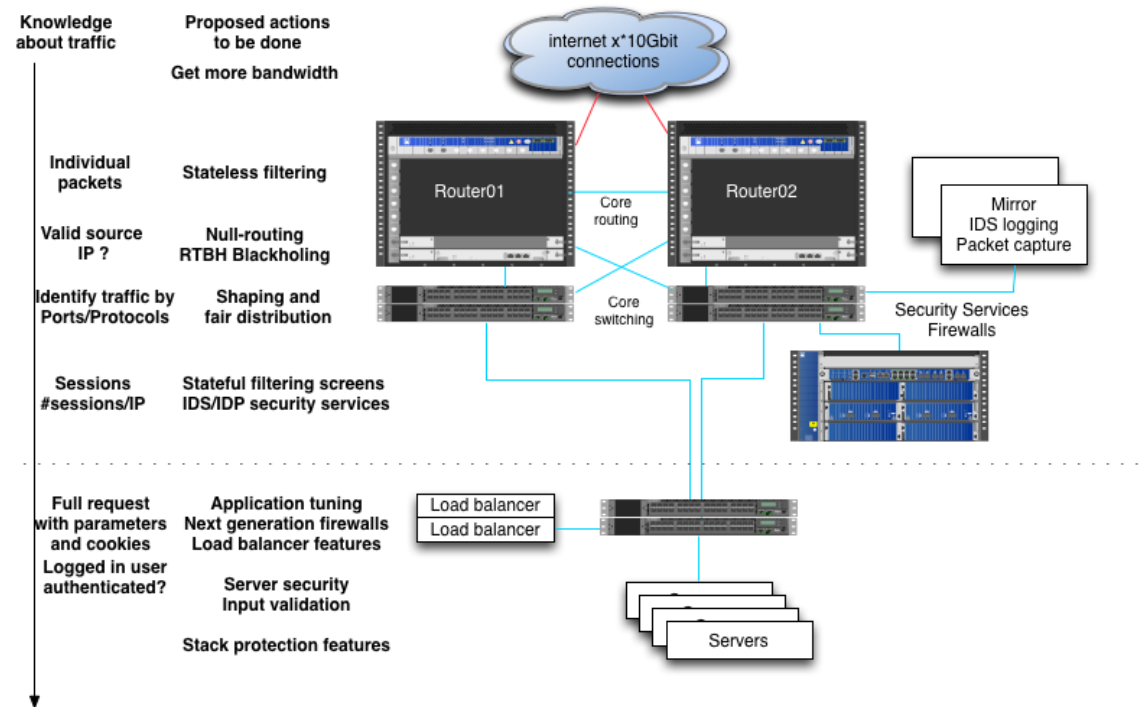 Knowledge
about traffic
Proposed actions
to be done
Get more bandwidth
internet x*10Gbit
connections
Individual
packets
Stateless filtering
Router01
Router02
Core
routing
Mirror
IDS logging
Packet capture
Valid source
IP ?
Null-routing
RTBH Blackholing
Identify traffic by
Ports/Protocols
Shaping and
fair distribution
Core
switching
Security Services
Firewalls
Sessions
#sessions/IP
Stateful filtering screens
IDS/IDP security services
Full request
with parameters
and cookies
Logged in user
authenticated?
Application tuning
Next generation firewalls
Load balancer features
Load balancer
Load balancer
Server security
Input validation
Stack protection features
Servers